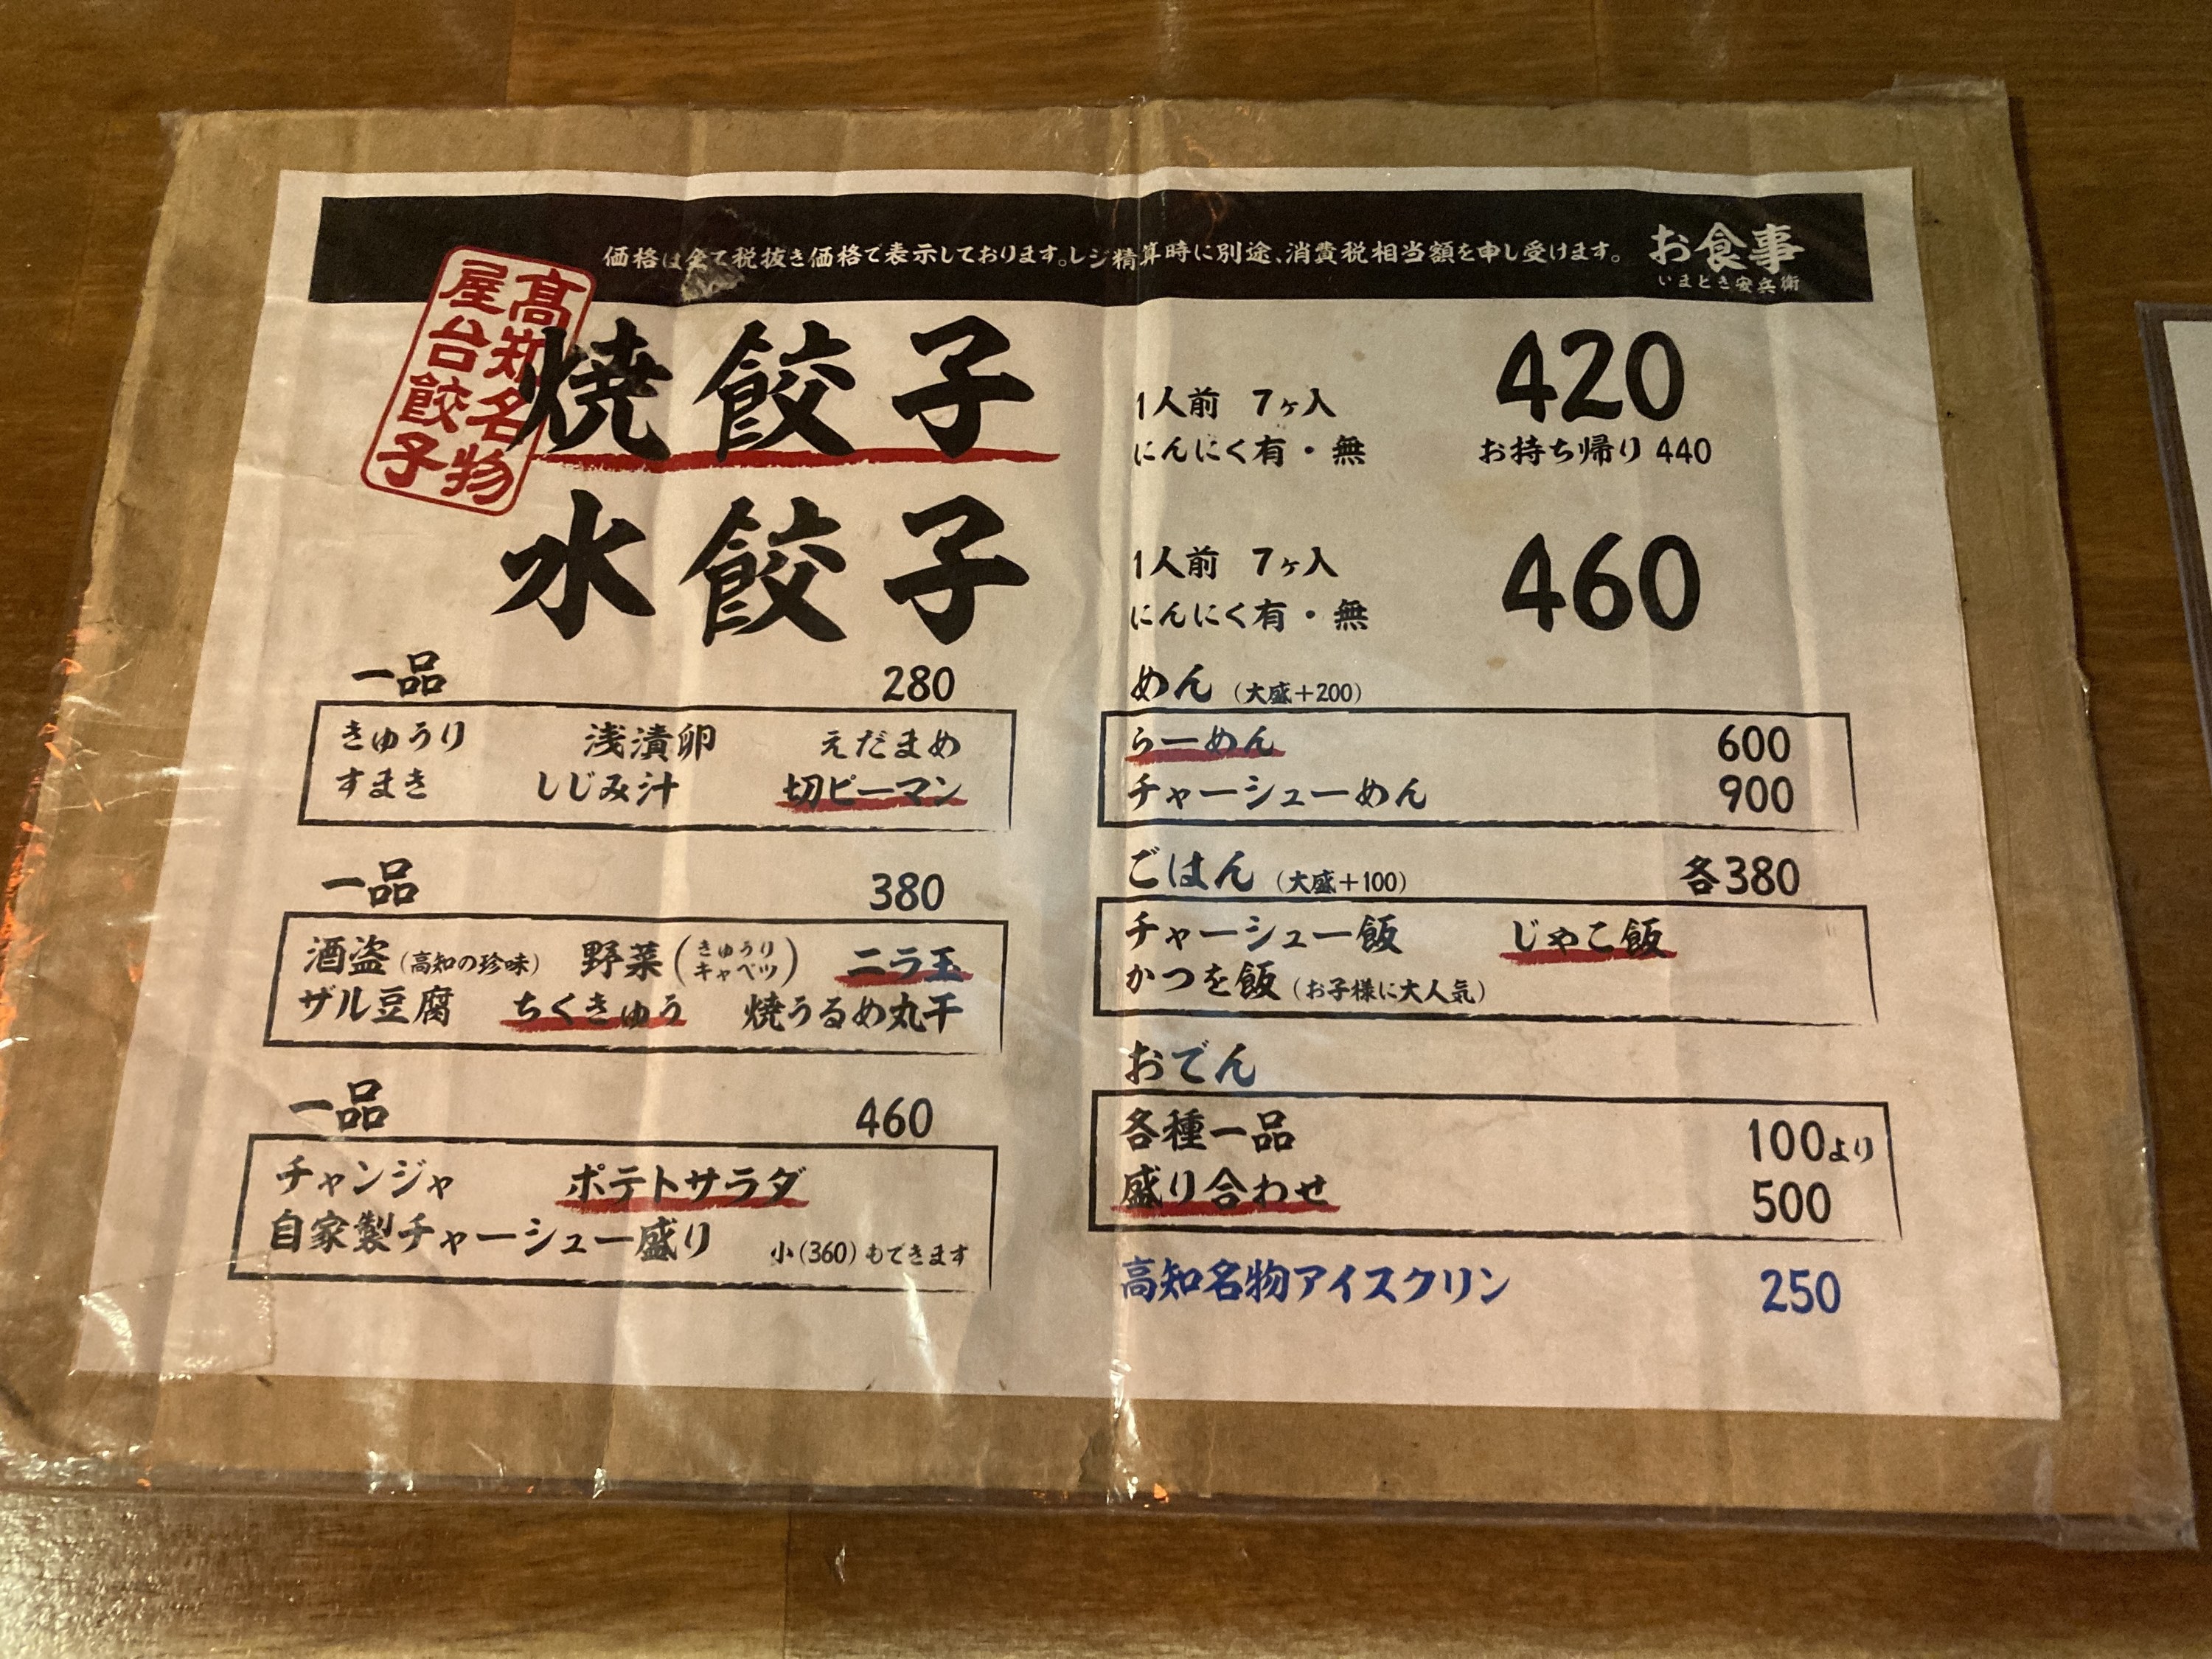 価格は全て税抜き価格で表示しております。レジ精算時に別途、消費税相当額を申し受けます。
お食事
いまとき安兵衛
高知名物
屋台餃子
焼餃子
1人前 7ヶ入
にんにく有・無
420
お持ち帰り 440
水餃子
1人前 7ヶ入
にんにく有・無
460
一品 280
きゅうり 浅漬卵 えだまめ
すまき しじみ汁 切ピーマン
一品 380
酒盗(高知の珍味) 野菜(きゅうり キャベツ) ニラ玉
ザル豆腐 ちくきゅう 焼うるめ丸干
一品 460
チャンジャ ポテトサラダ
自家製チャーシュー盛り 小(360)もできます
めん(大盛+200)
らーめん 600
チャーシューめん 900
ごはん(大盛+100) 各380
チャーシュー飯 じゃこ飯
かつを飯(お子様に大人気)
おでん
各種一品 100より
盛り合わせ 500
高知名物アイスクリン 250